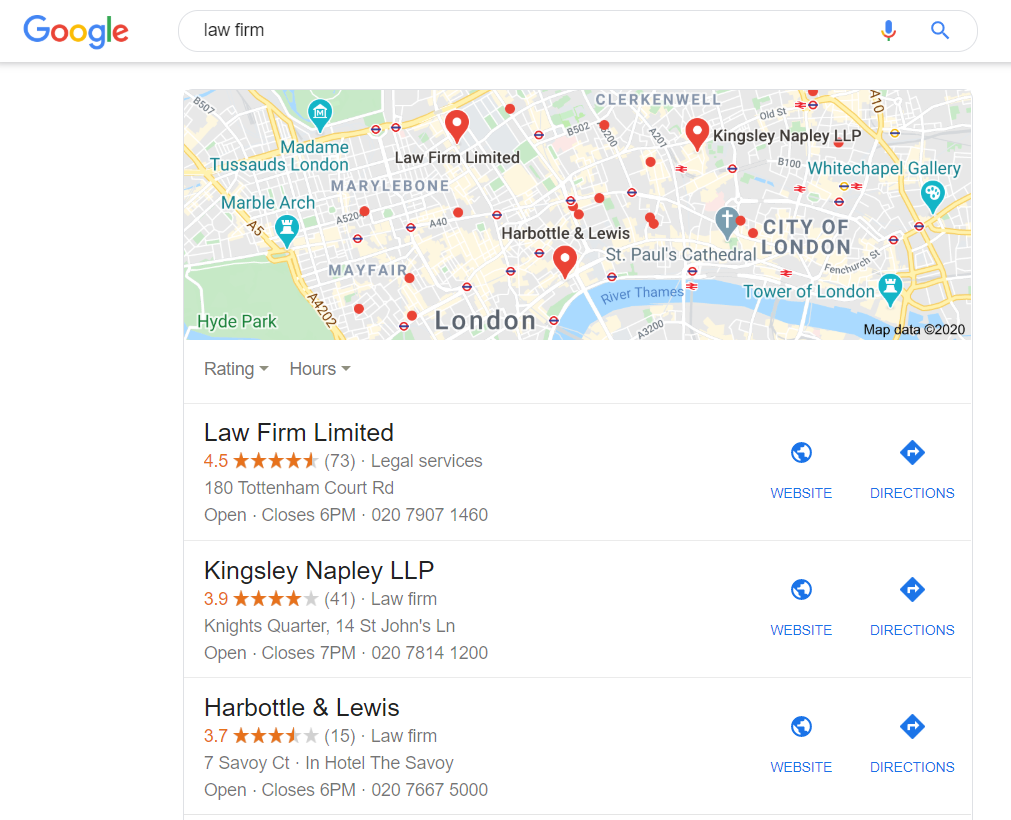 Google
law firm
B507
CLERKENWELL
Old St
A10
Madame
Tussauds London
Law Firm Limited
B502
A5200
A201
Kingsley Napley LLP
B100
Whitechapel Gallery
MARYLEBONE
Marble Arch
A520
A40
A5
Harbottle & Lewis
St. Paul's Cathedral
CITY OF
LONDON
Fenchurch St
MAYFAIR
A4202
River Thames
Tower of London
Hyde Park
London
A3200
Map data ©2020
Rating Hours
Law Firm Limited
4.5 (73) · Legal services
180 Tottenham Court Rd
Open · Closes 6PM · 020 7907 1460
WEBSITE DIRECTIONS
Kingsley Napley LLP
3.9 (41) · Law firm
Knights Quarter, 14 St John's Ln
Open · Closes 7PM · 020 7814 1200
WEBSITE DIRECTIONS
Harbottle & Lewis
3.7 (15) · Law firm
7 Savoy Ct · In Hotel The Savoy
Open · Closes 6PM · 020 7667 5000
WEBSITE DIRECTIONS